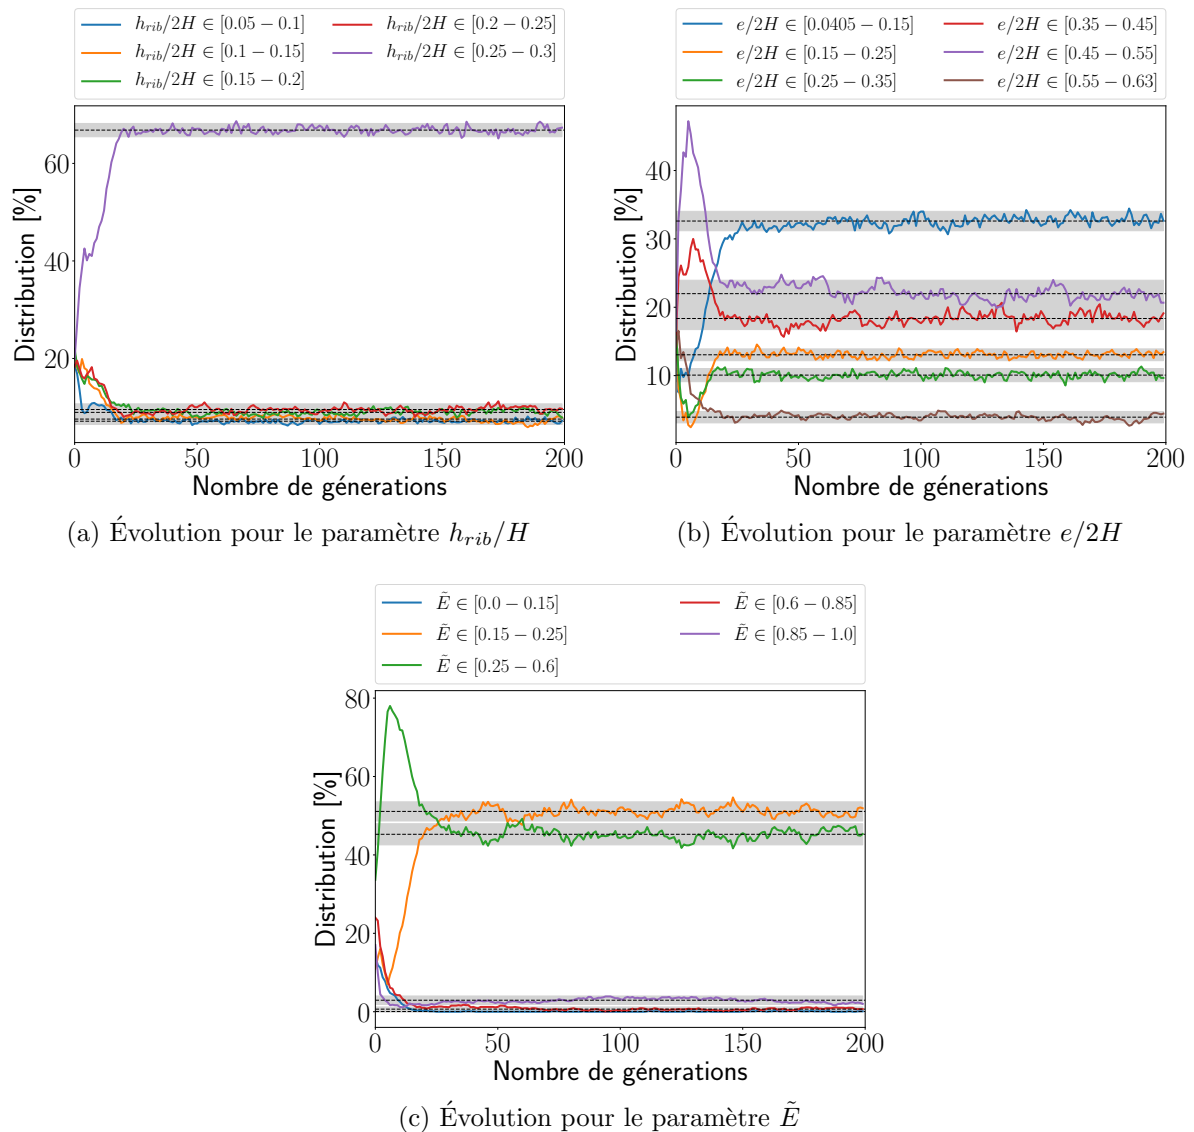 h_{rib}/2H ∈ [0.05 − 0.1]
h_{rib}/2H ∈ [0.1 − 0.15]
h_{rib}/2H ∈ [0.15 − 0.2]
h_{rib}/2H ∈ [0.2 − 0.25]
h_{rib}/2H ∈ [0.25 − 0.3]
Distribution [%]
60
40
20
0 50 100 150 200
Nombre de génerations
(a) Évolution pour le paramètre h_{rib}/H
e/2H ∈ [0.0405 − 0.15]
e/2H ∈ [0.15 − 0.25]
e/2H ∈ [0.25 − 0.35]
e/2H ∈ [0.35 − 0.45]
e/2H ∈ [0.45 − 0.55]
e/2H ∈ [0.55 − 0.63]
Distribution [%]
40
30
20
10
0 50 100 150 200
Nombre de génerations
(b) Évolution pour le paramètre e/2H
Ẽ ∈ [0.0 − 0.15]
Ẽ ∈ [0.15 − 0.25]
Ẽ ∈ [0.25 − 0.6]
Ẽ ∈ [0.6 − 0.85]
Ẽ ∈ [0.85 − 1.0]
Distribution [%]
80
60
40
20
0
0 50 100 150 200
Nombre de génerations
(c) Évolution pour le paramètre Ẽ